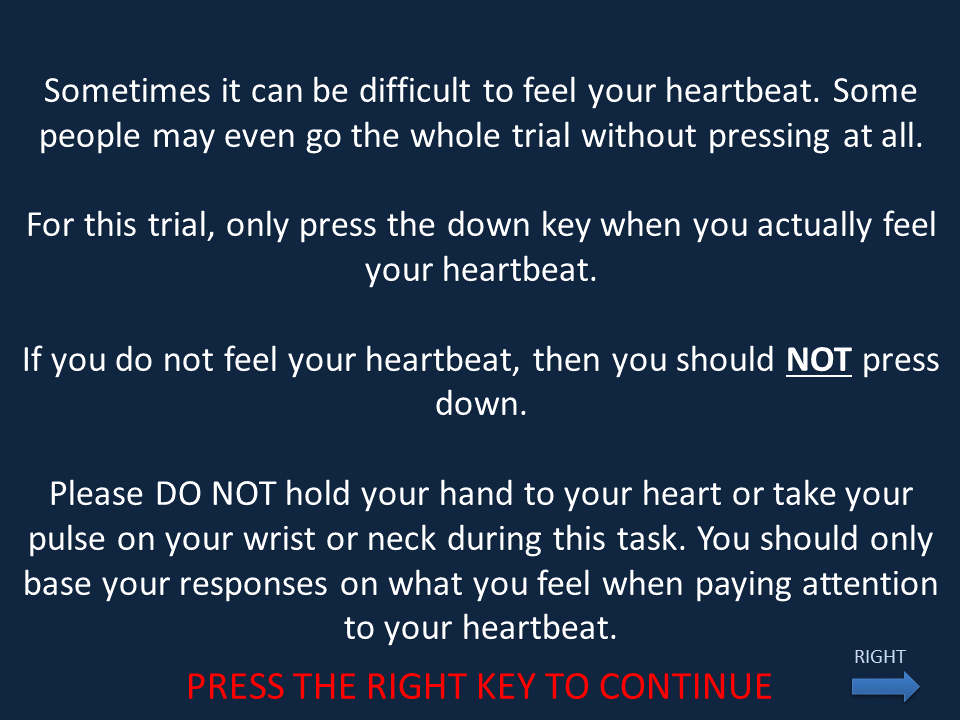 Sometimes it can be difficult to feel your heartbeat. Some
people may even go the whole trial without pressing at all.
For this trial, only press the down key when you actually feel
your heartbeat.
If you do not feel your heartbeat, then you should NOT press
down.
Please DO NOT hold your hand to your heart or take your
pulse on your wrist or neck during this task. You should only
base your responses on what you feel when paying attention
to your heartbeat.
RIGHT
PRESS THE RIGHT KEY TO CONTINUE